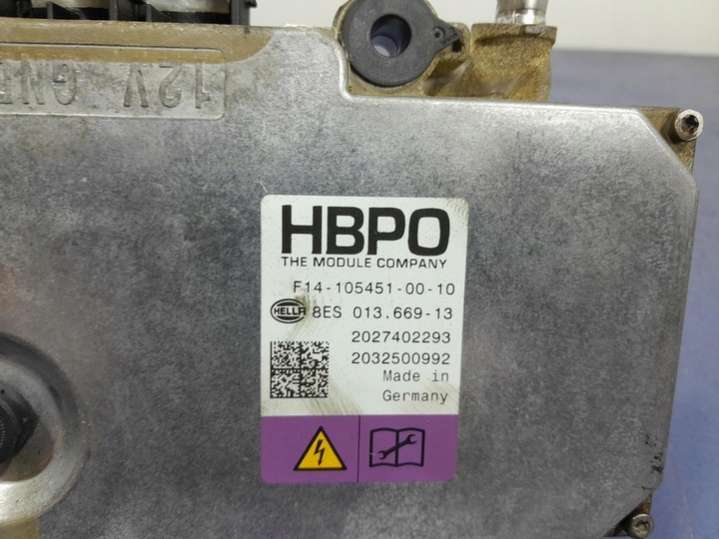 12V GND
HBPO
THE MODULE COMPANY
F14-105451-00-10
HELLA 8ES 013.669-13
2027402293
2032500992
Made in
Germany